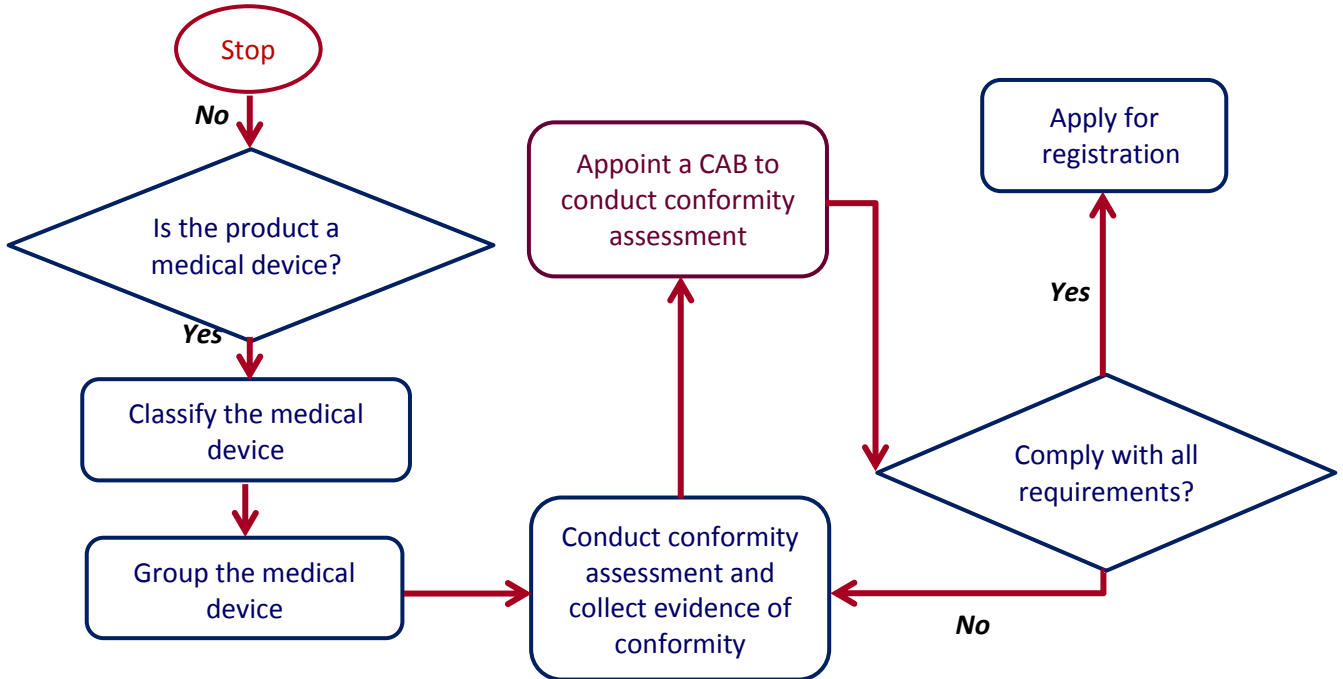 Stop
No
Is the product a
medical device?
Yes
Classify the medical
device
Group the medical
device
Conduct conformity
assessment and
collect evidence of
conformity
Appoint a CAB to
conduct conformity
assessment
Comply with all
requirements?
No
Yes
Apply for
registration